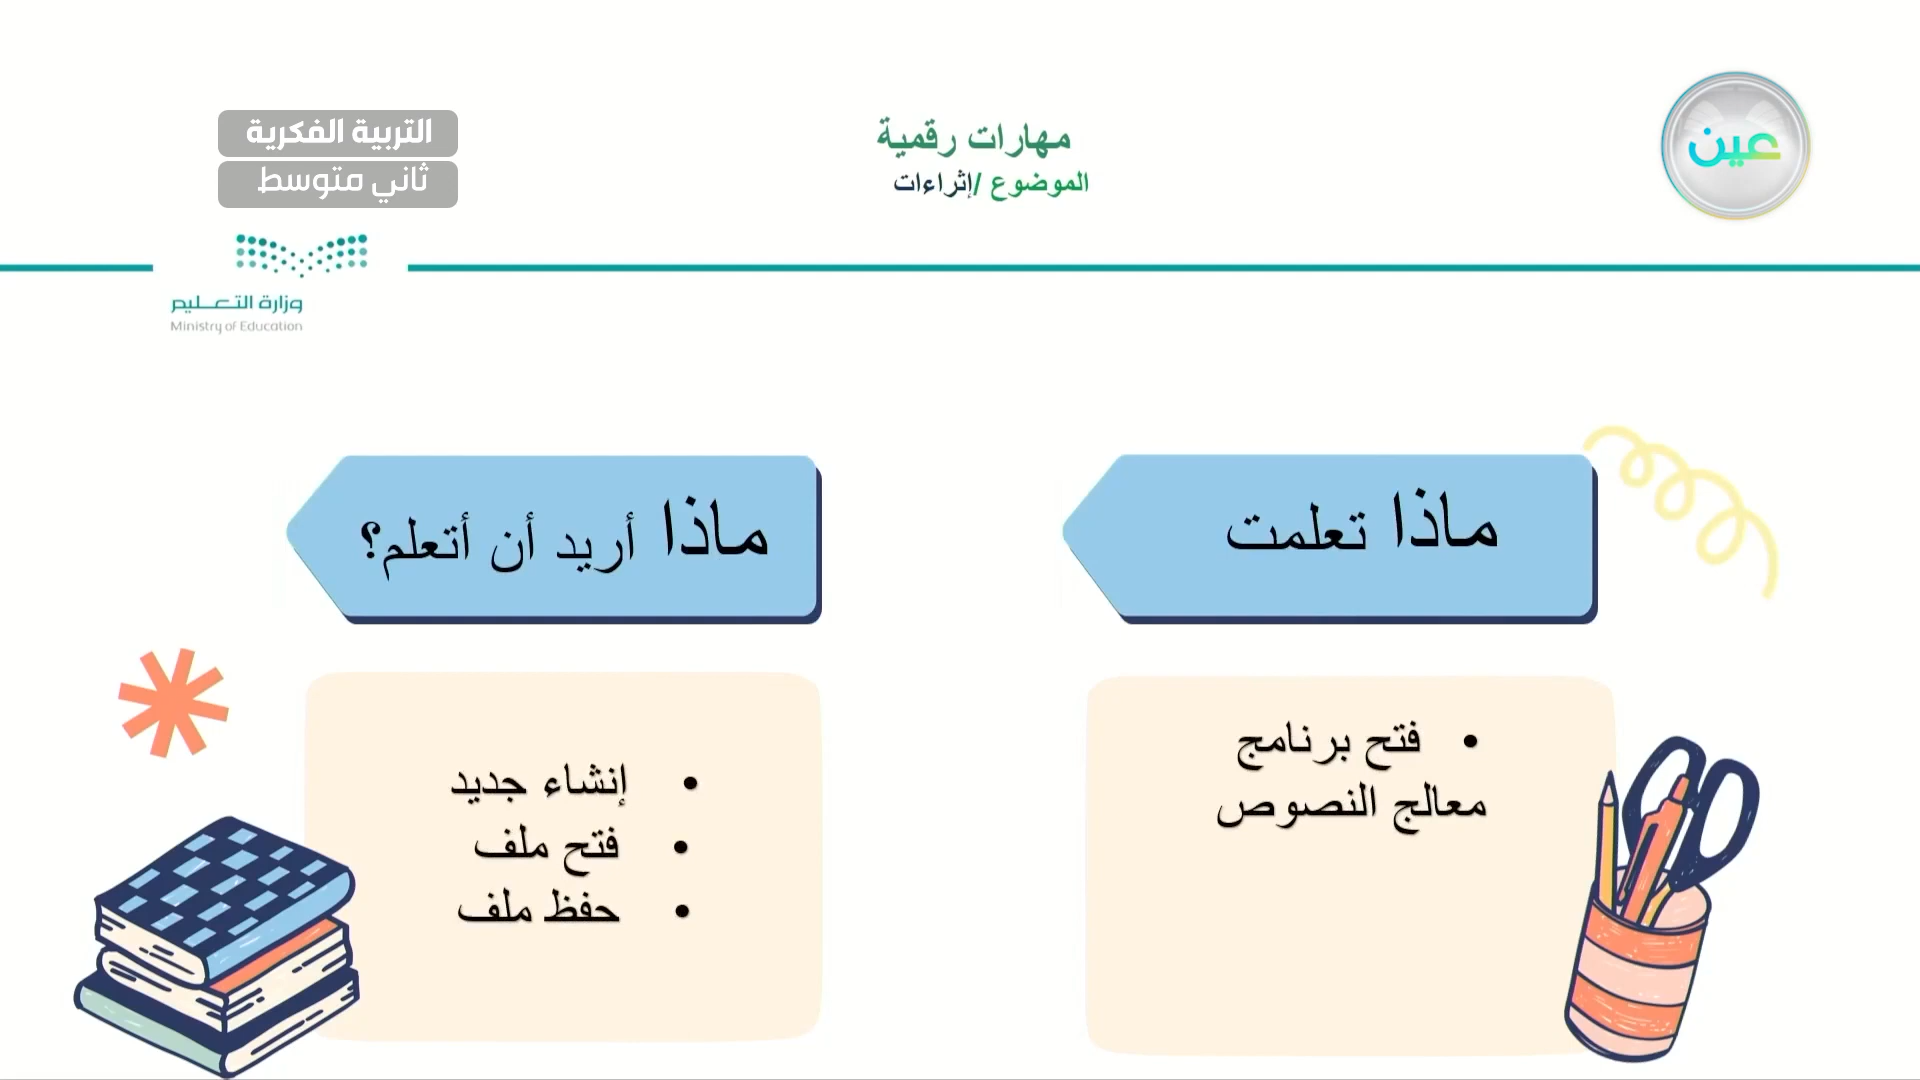 عين
مهارات رقمية
الموضوع /إثراءات
التربية الفكرية
ثاني متوسط
وزارة التعليم
Ministry of Education
ماذا تعلمت
• فتح برنامج
معالج النصوص
ماذا أريد أن أتعلم؟
• إنشاء جديد
• فتح ملف
• حفظ ملف